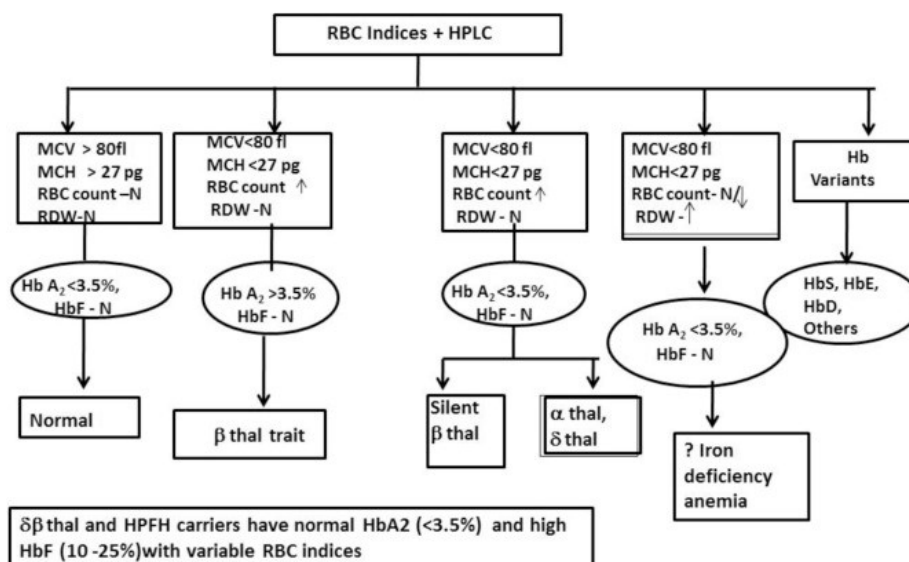 RBC Indices + HPLC
MCV > 80fl
MCH > 27 pg
RBC count –N
RDW-N
MCV<80 fl
MCH <27 pg
RBC count ↑
RDW -N
MCV<80 fl
MCH<27 pg
RBC count ↑
RDW - N
MCV<80 fl
MCH<27 pg
RBC count- N/↓
RDW -↑
Hb
Variants
Hb A₂ <3.5%,
HbF - N
Hb A₂ >3.5%
HbF - N
Hb A₂ <3.5%,
HbF - N
Hb A₂ <3.5%,
HbF - N
HbS, HbE,
HbD,
Others
Normal
β thal trait
Silent
β thal
α thal,
δ thal
? Iron
deficiency
anemia
δβ thal and HPFH carriers have normal HbA2 (<3.5%) and high
HbF (10 -25%)with variable RBC indices